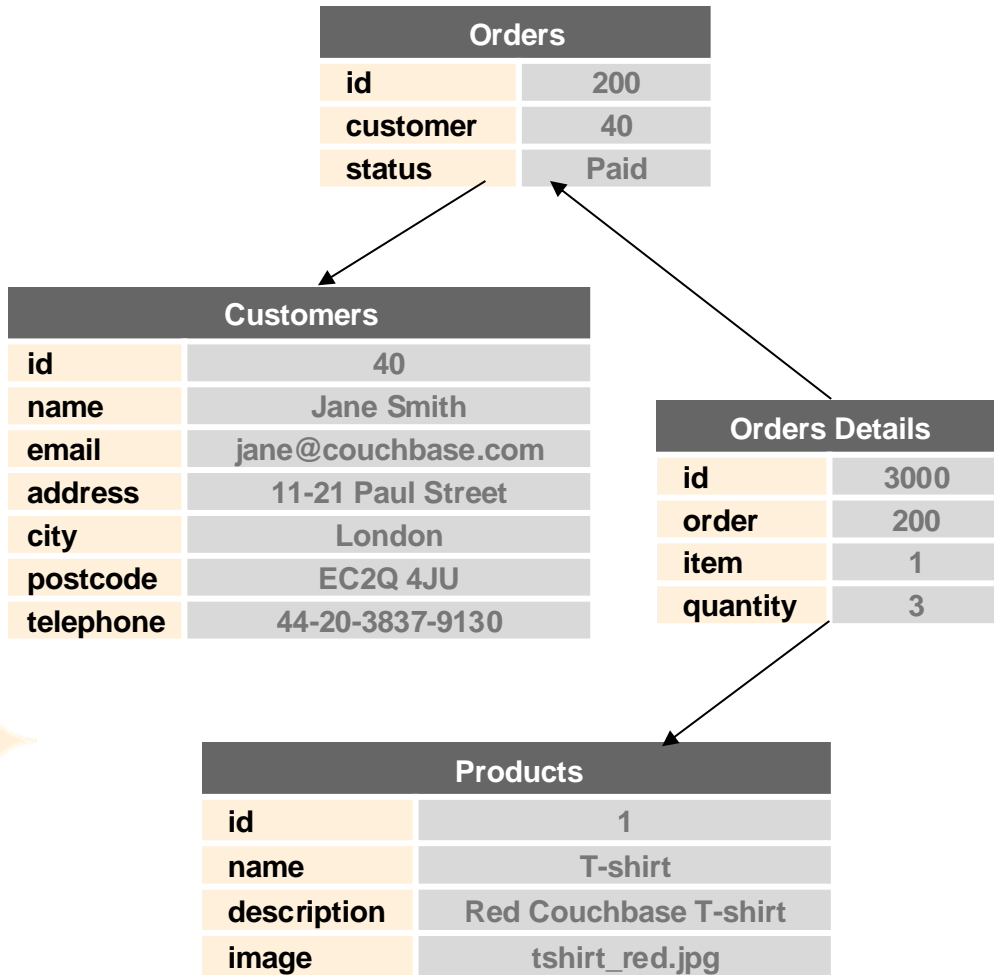 Orders
id 200
customer 40
status Paid
Customers
id 40
name Jane Smith
email jane@couchbase.com
address 11-21 Paul Street
city London
postcode EC2Q 4JU
telephone 44-20-3837-9130
Orders Details
id 3000
order 200
item 1
quantity 3
Products
id 1
name T-shirt
description Red Couchbase T-shirt
image tshirt_red.jpg